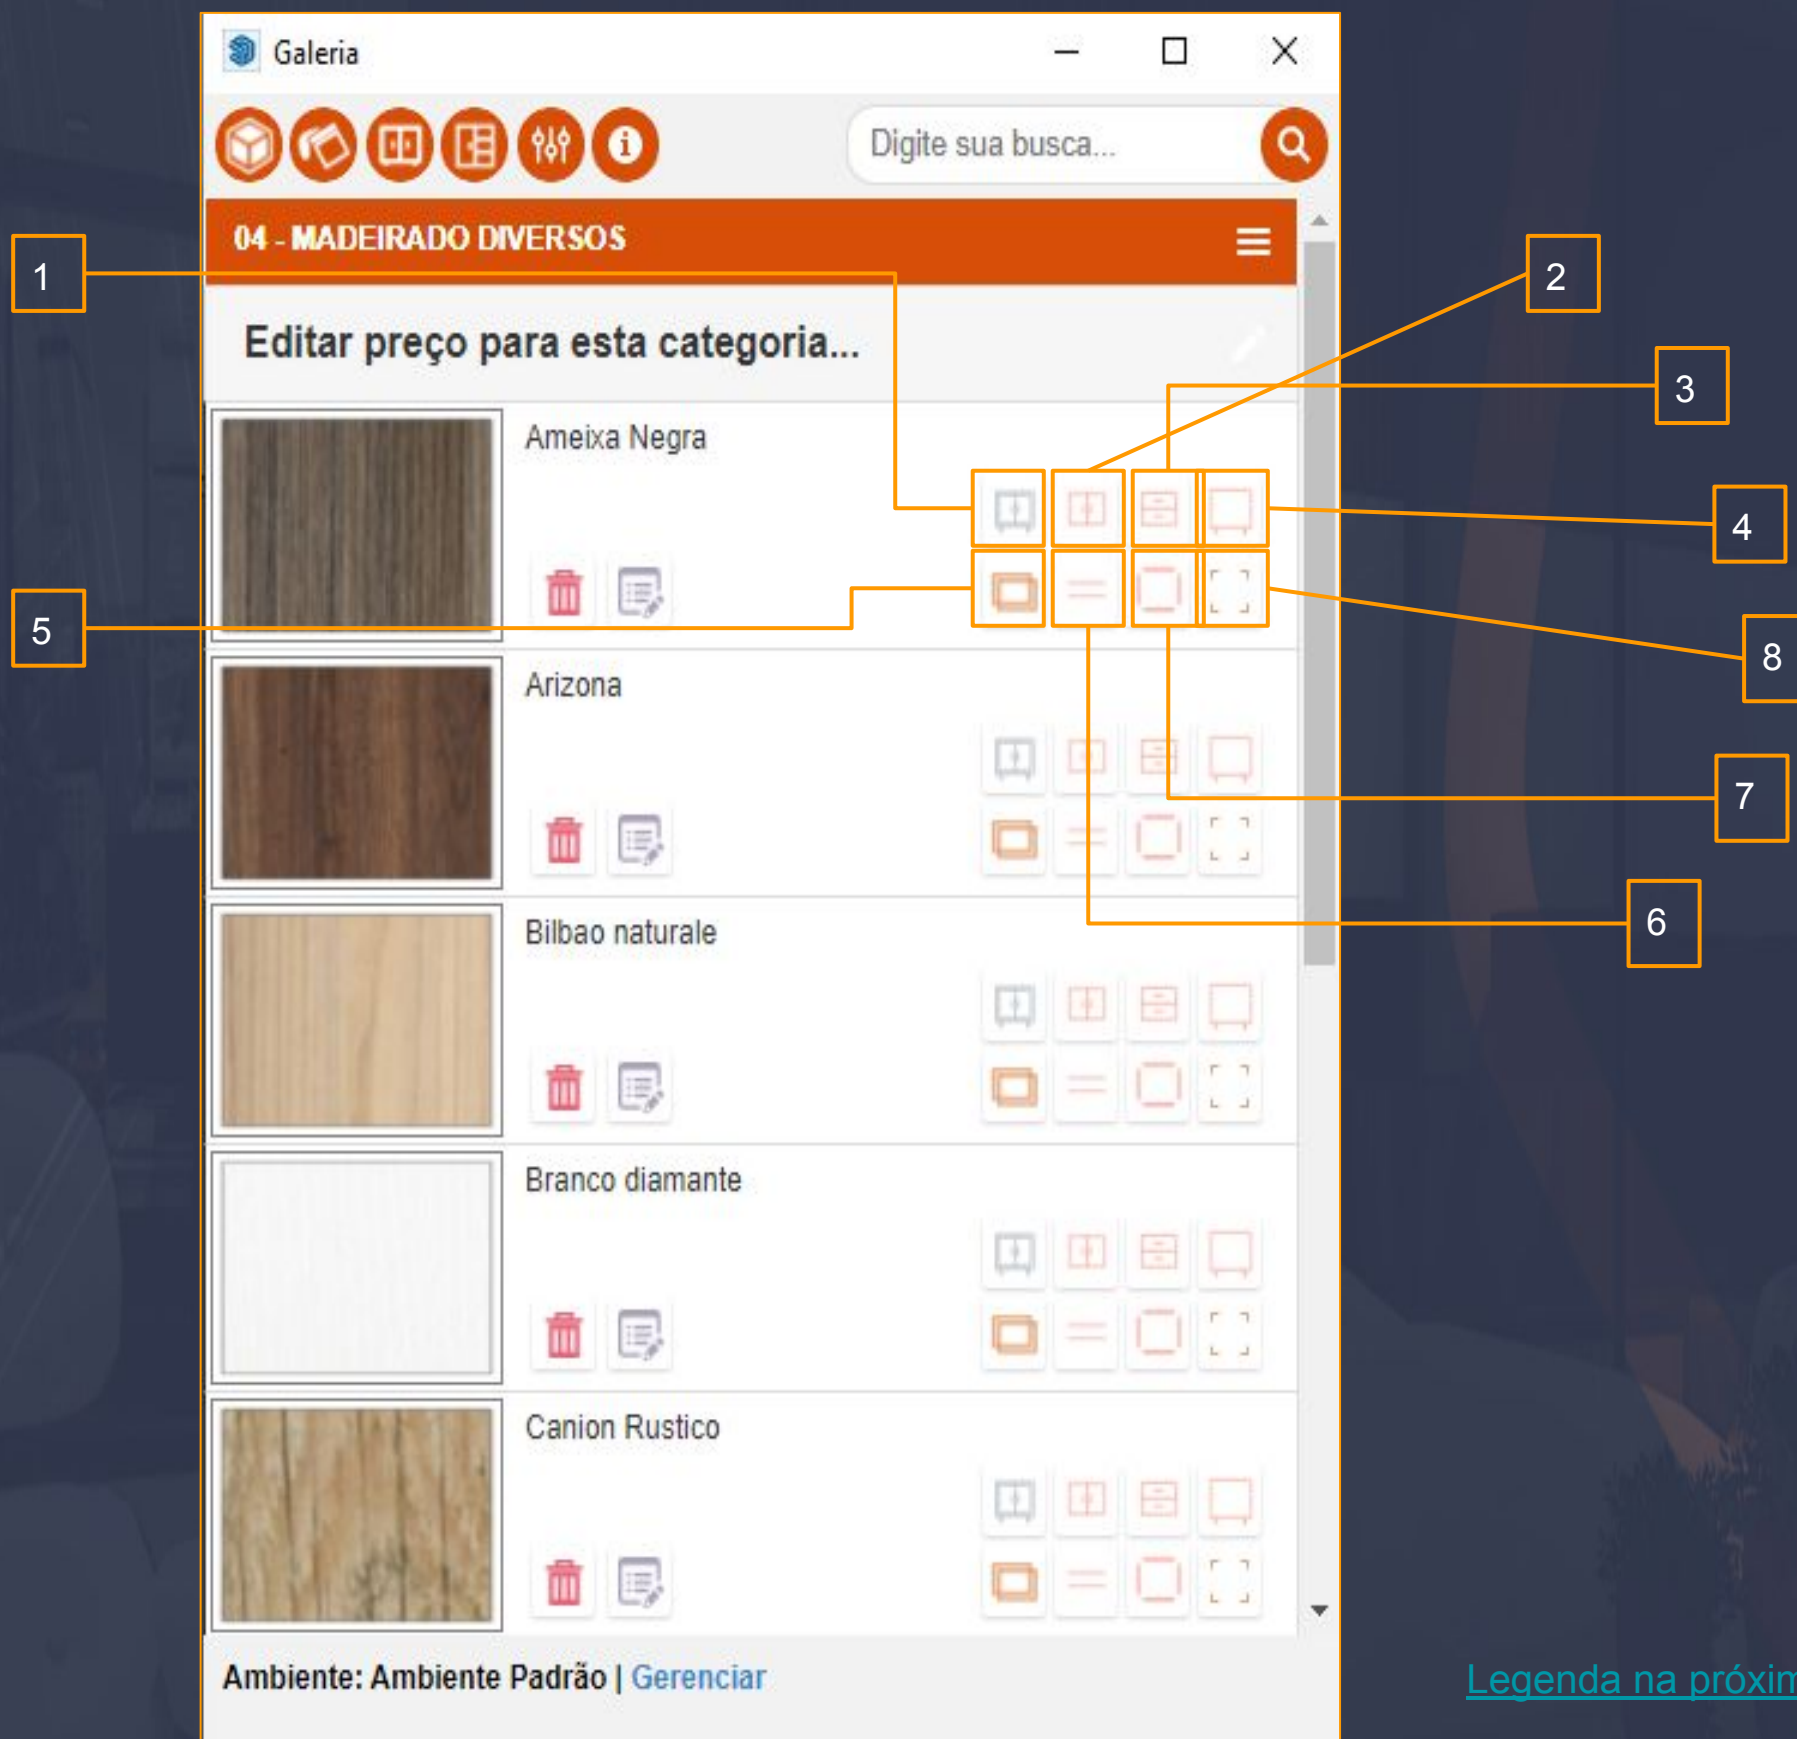 Galeria
Digite sua busca...
04 - MADEIRADO DIVERSOS
1
2
Editar preço para esta categoria...
3
Ameixa Negra
4
5
8
Arizona
7
6
Bilbao naturale
Branco diamante
Canion Rustico
Ambiente: Ambiente Padrão | Gerenciar
Legenda na próxim